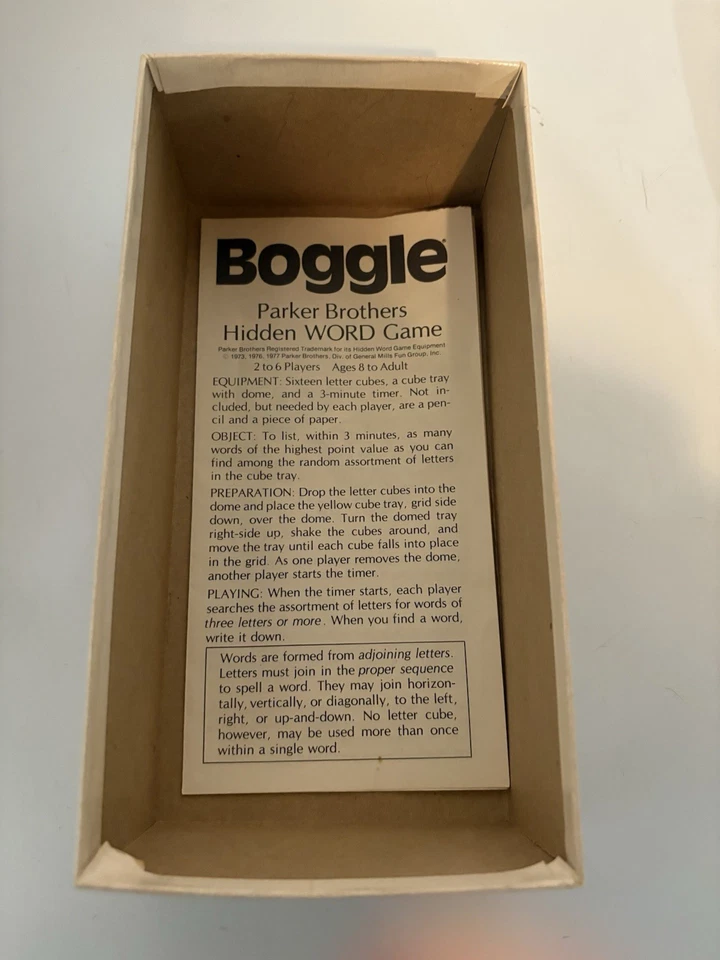 Boggle®
Parker Brothers
Hidden WORD Game
Parker Brothers Registered Trademark for its Hidden Word Game Equipment
© 1973, 1976, 1977 Parker Brothers, Div. of General Mills Fun Group, Inc.
2 to 6 Players Ages 8 to Adult
EQUIPMENT: Sixteen letter cubes, a cube tray
with dome, and a 3-minute timer. Not in-
cluded, but needed by each player, are a pen-
cil and a piece of paper.
OBJECT: To list, within 3 minutes, as many
words of the highest point value as you can
find among the random assortment of letters
in the cube tray.
PREPARATION: Drop the letter cubes into the
dome and place the yellow cube tray, grid side
down, over the dome. Turn the domed tray
right-side up, shake the cubes around, and
move the tray until each cube falls into place
in the grid. As one player removes the dome,
another player starts the timer.
PLAYING: When the timer starts, each player
searches the assortment of letters for words of
three letters or more. When you find a word,
write it down.
Words are formed from adjoining letters.
Letters must join in the proper sequence
to spell a word. They may join horizon-
tally, vertically, or diagonally, to the left,
right, or up-and-down. No letter cube,
however, may be used more than once
within a single word.